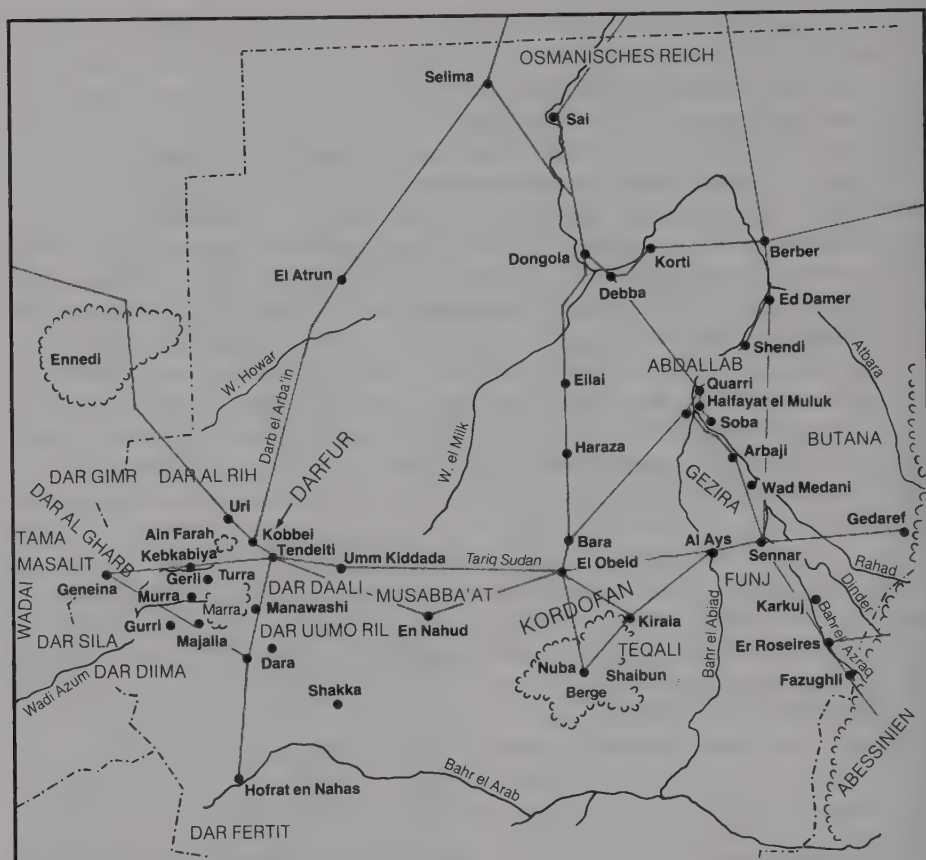 OSMANISCHES REICH
Selima
Sai
Dongola
Korti
Berber
Debba
El Atrun
Ed Damer
Ennedi
W. Howar
Shendi
Atbara
ABDALLAB
Eilai
Quarri
Halfayat el Muluk
Soba
BUTANA
Darb el Arba'in
W. el Milk
Haraza
Arbaji
GEZIRA
Wad Medani
DAR GIMR
DAR AL RIH
DARFUR
DAR AL GHARB
Uri
Ain Farah
Kobbei
Bara
Al Ays
Gedaref
TAMA
Kebkabiya
Tendelti
Umm Kiddada
Tariq Sudan
El Obeid
Sennar
MASALIT
Gerli
Turra
DAR DAALI
MUSABBA'AT
FUNJ
Rahad
Geneina
WADAI
Murra
Marra
Manawashi
KORDOFAN
Dinder
Karkuj
Gurri
Majalla
DAR UUMO RIL
En Nahud
Kiraia
Bahr el Abiad
Bahr el Azraq
DAR SILA
Dara
TEQALI
Er Roseires
Wadi Azum
DAR DIIMA
Nuba
Shaibun
Fazughli
Shakka
Berge
ABESSINIEN
Hofrat en Nahas
Bahr el Arab
DAR FERTIT